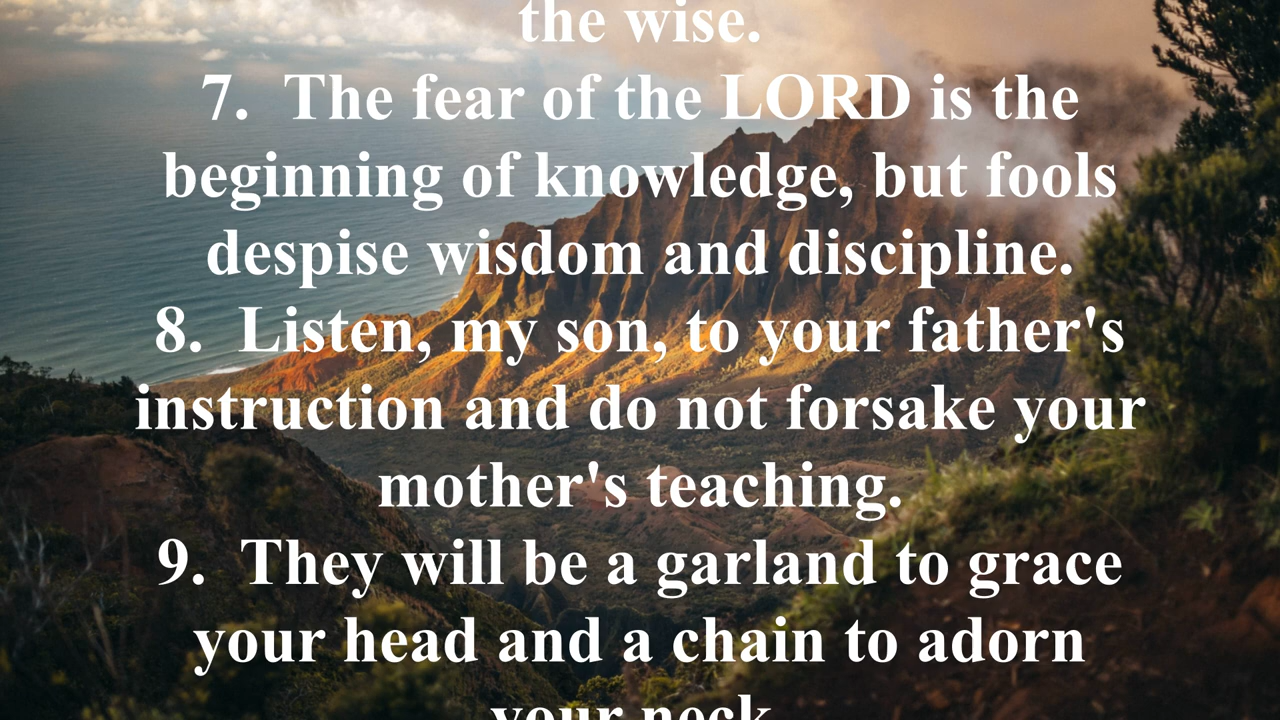 the wise.
7.  The fear of the LORD is the
beginning of knowledge, but fools
despise wisdom and discipline.
8.  Listen, my son, to your father's
instruction and do not forsake your
mother's teaching.
9.  They will be a garland to grace
your head and a chain to adorn
your neck